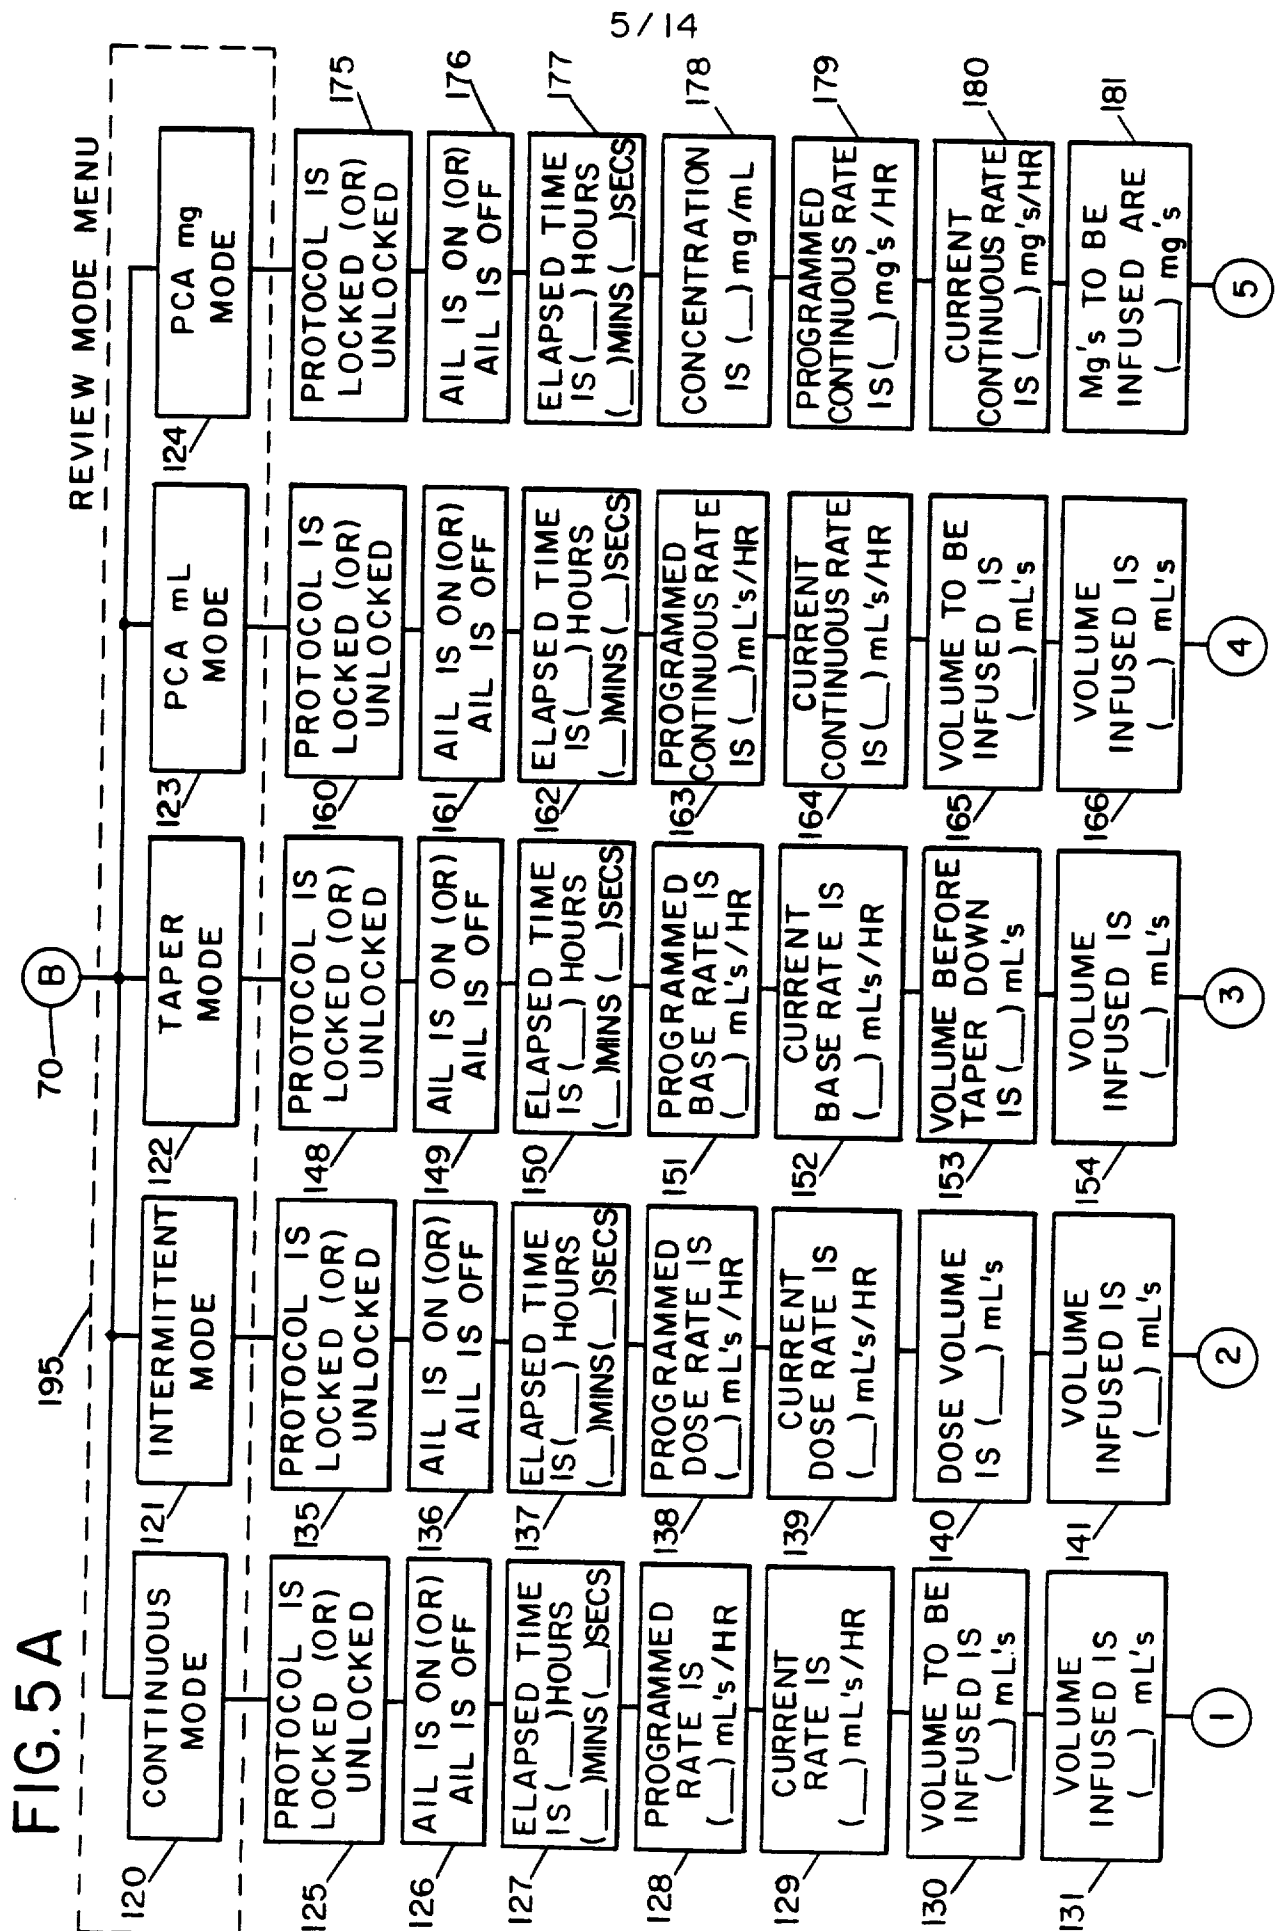 5/14
FIG. 5A
REVIEW MODE MENU
195
70
B
120
CONTINUOUS
MODE
125
PROTOCOL IS
LOCKED (OR)
UNLOCKED
126
AIL IS ON (OR)
AIL IS OFF
127
ELAPSED TIME
IS (__) HOURS
(__)MINS (__)SECS
128
PROGRAMMED
RATE IS
(__) mL's/HR
129
CURRENT
RATE IS
(__) mL's/HR
130
VOLUME TO BE
INFUSED IS
(__) mL's
131
VOLUME
INFUSED IS
(__) mL's
1
121
INTERMITTENT
MODE
135
PROTOCOL IS
LOCKED (OR)
UNLOCKED
136
AIL IS ON (OR)
AIL IS OFF
137
ELAPSED TIME
IS (__) HOURS
(__)MINS (__)SECS
138
PROGRAMMED
DOSE RATE IS
(__) mL's/HR
139
CURRENT
DOSE RATE IS
(__) mL's/HR
140
DOSE VOLUME
IS (__) mL's
141
VOLUME
INFUSED IS
(__) mL's
2
122
TAPER
MODE
148
PROTOCOL IS
LOCKED (OR)
UNLOCKED
149
AIL IS ON (OR)
AIL IS OFF
150
ELAPSED TIME
IS (__) HOURS
(__)MINS (__)SECS
151
PROGRAMMED
BASE RATE IS
(__) mL's/HR
152
CURRENT
BASE RATE IS
(__) mL's/HR
153
VOLUME BEFORE
TAPER DOWN
IS (__) mL's
154
VOLUME
INFUSED IS
(__) mL's
3
123
PCA mL
MODE
160
PROTOCOL IS
LOCKED (OR)
UNLOCKED
161
AIL IS ON (OR)
AIL IS OFF
162
ELAPSED TIME
IS (__) HOURS
(__)MINS (__)SECS
163
PROGRAMMED
CONTINUOUS RATE
IS (__) mL's/HR
164
CURRENT
CONTINUOUS RATE
IS (__) mL's/HR
165
VOLUME TO BE
INFUSED IS
(__) mL's
166
VOLUME
INFUSED IS
(__) mL's
4
124
PCA mg
MODE
175
PROTOCOL IS
LOCKED (OR)
UNLOCKED
176
AIL IS ON (OR)
AIL IS OFF
177
ELAPSED TIME
IS (__) HOURS
(__)MINS (__)SECS
178
CONCENTRATION
IS (__) mg/mL
179
PROGRAMMED
CONTINUOUS RATE
IS (__) mg's/HR
180
CURRENT
CONTINUOUS RATE
IS (__) mg's/HR
181
Mg's TO BE
INFUSED ARE
(__) mg's
5